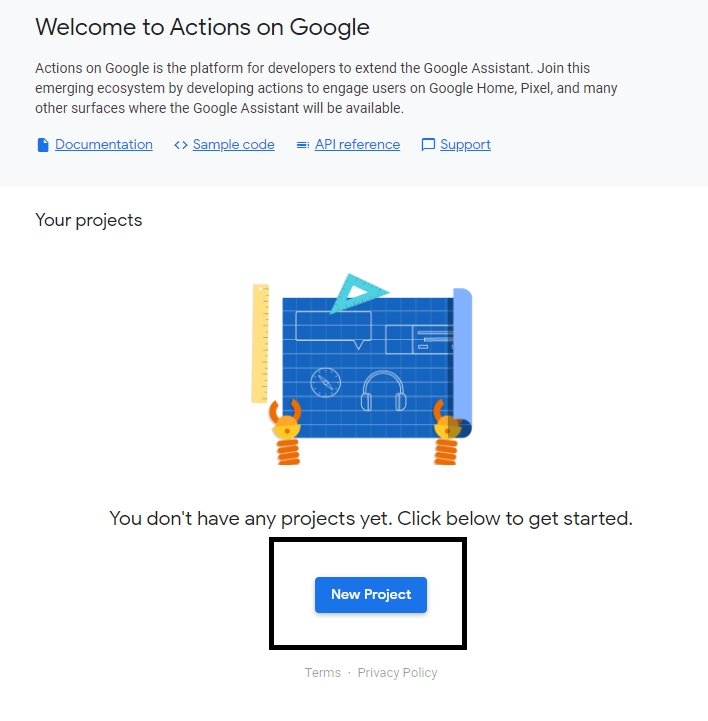 Welcome to Actions on Google
Actions on Google is the platform for developers to extend the Google Assistant. Join this
emerging ecosystem by developing actions to engage users on Google Home, Pixel, and many
other surfaces where the Google Assistant will be available.
Documentation Sample code API reference Support
Your projects
You don't have any projects yet. Click below to get started.
New Project
Terms · Privacy Policy